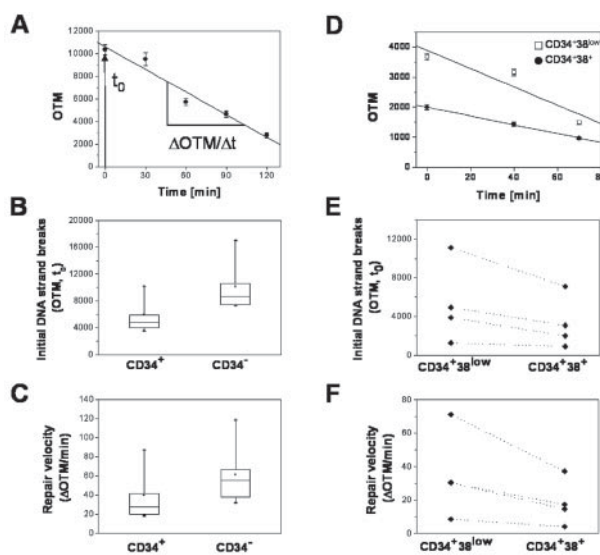 A
12000
10000
8000
6000
4000
2000
0
OTM
t0
ΔOTM/Δt
0 30 60 90 120
Time [min]
B
20000
16000
12000
8000
4000
0
Initial DNA strand breaks
(OTM, t0)
CD34+ CD34-
C
140
120
100
80
60
40
20
0
Repair velocity
(ΔOTM/min)
CD34+ CD34-
D
4000
3000
2000
1000
0
OTM
CD34+38low
CD34+38+
0 20 40 60 80
Time [min]
E
12000
8000
4000
0
Initial DNA strand breaks
(OTM, t0)
CD34+38low CD34+38+
F
80
60
40
20
0
Repair velocity
(ΔOTM/min)
CD34+38low CD34+38+